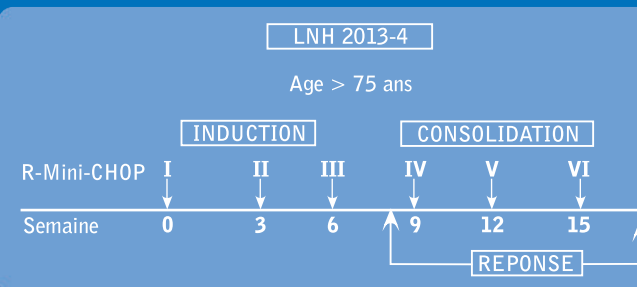 LNH 2013-4
Age > 75 ans
INDUCTION CONSOLIDATION
R-Mini-CHOP I II III IV V VI
Semaine 0 3 6 9 12 15
REPONSE